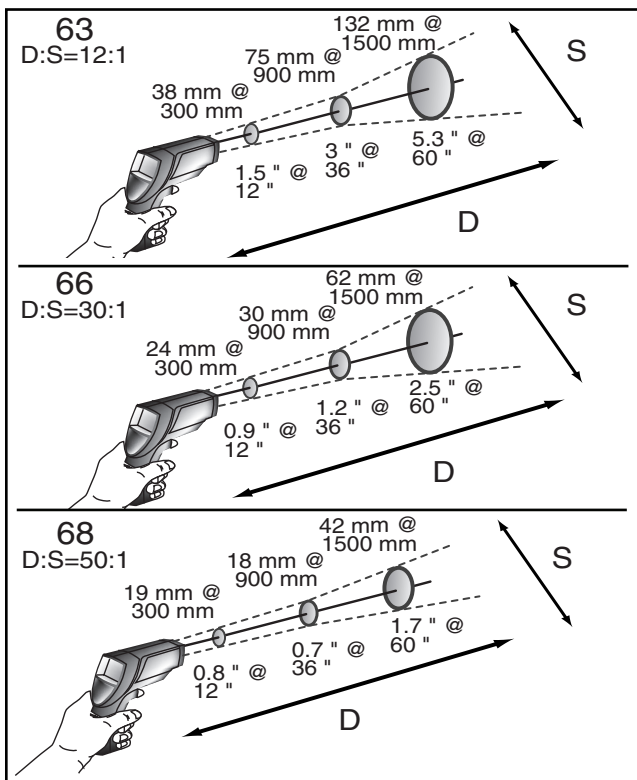 63
D:S=12:1
38 mm @
300 mm
75 mm @
900 mm
132 mm @
1500 mm
S
1.5 " @
12 "
3 " @
36 "
5.3 " @
60 "
D
66
D:S=30:1
24 mm @
300 mm
30 mm @
900 mm
62 mm @
1500 mm
S
0.9 " @
12 "
1.2 " @
36 "
2.5 " @
60 "
D
68
D:S=50:1
19 mm @
300 mm
18 mm @
900 mm
42 mm @
1500 mm
S
0.8 " @
12 "
0.7 " @
36 "
1.7 " @
60 "
D